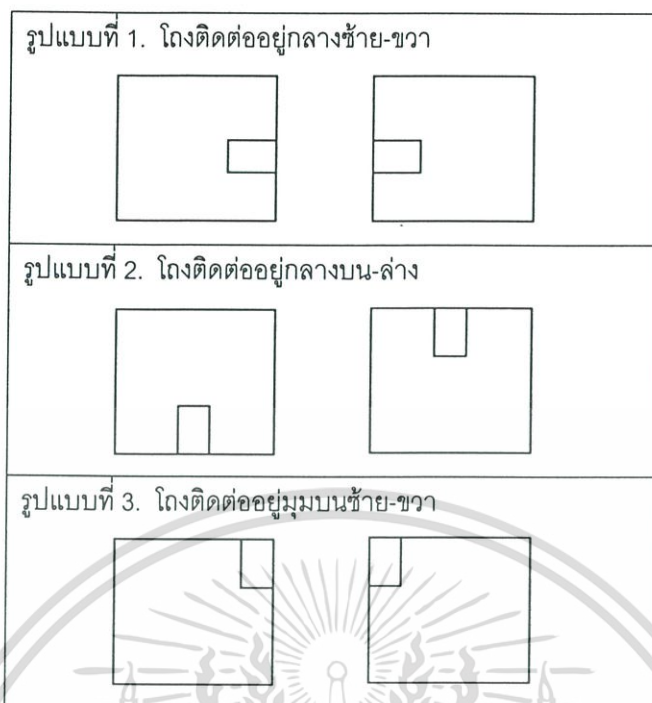 รูปแบบที่ 1. โถงติดต่ออยู่กลางซ้าย-ขวา
รูปแบบที่ 2. โถงติดต่ออยู่กลางบน-ล่าง
รูปแบบที่ 3. โถงติดต่ออยู่มุมบนซ้าย-ขวา